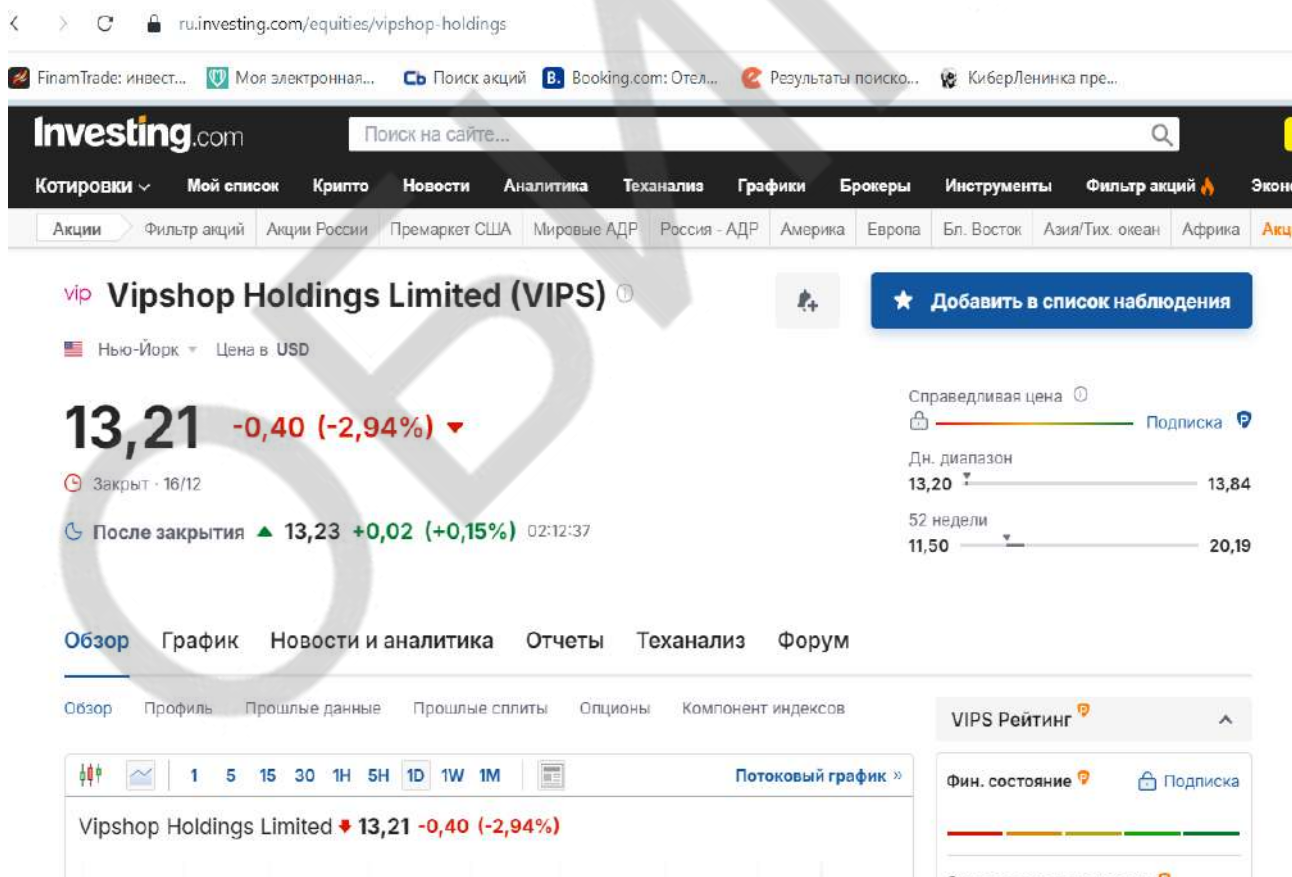 ru.investing.com/equities/vipshop-holdings
FinamTrade: инвест... Моя электронная... Сь Поиск акций B. Booking.com: Отел... Результаты поиско... КиберЛенинка пре...
Investing.com Поиск на сайте...
Котировки Мой список Крипто Новости Аналитика Теханализ Графики Брокеры Инструменты Фильтр акций Экон
Акции Фильтр акций Акции России Премаркет США Мировые АДР Россия - АДР Америка Европа Бл. Восток Азия/Тих. океан Африка Акц
vip Vipshop Holdings Limited (VIPS)
Добавить в список наблюдения
Нью-Йорк Цена в USD
Справедливая цена
13,21 -0,40 (-2,94%)
Подписка
Дн. диапазон
Закрыт · 16/12
13,20 13,84
52 недели
После закрытия 13,23 +0,02 (+0,15%) 02:12:37
11,50 20,19
Обзор График Новости и аналитика Отчеты Теханализ Форум
Обзор Профиль Прошлые данные Прошлые сплиты Опционы Компонент индексов
VIPS Рейтинг
1 5 15 30 1H 5H 1D 1W 1M Потоковый график »
Фин. состояние Подписка
Vipshop Holdings Limited 13,21 -0,40 (-2,94%)